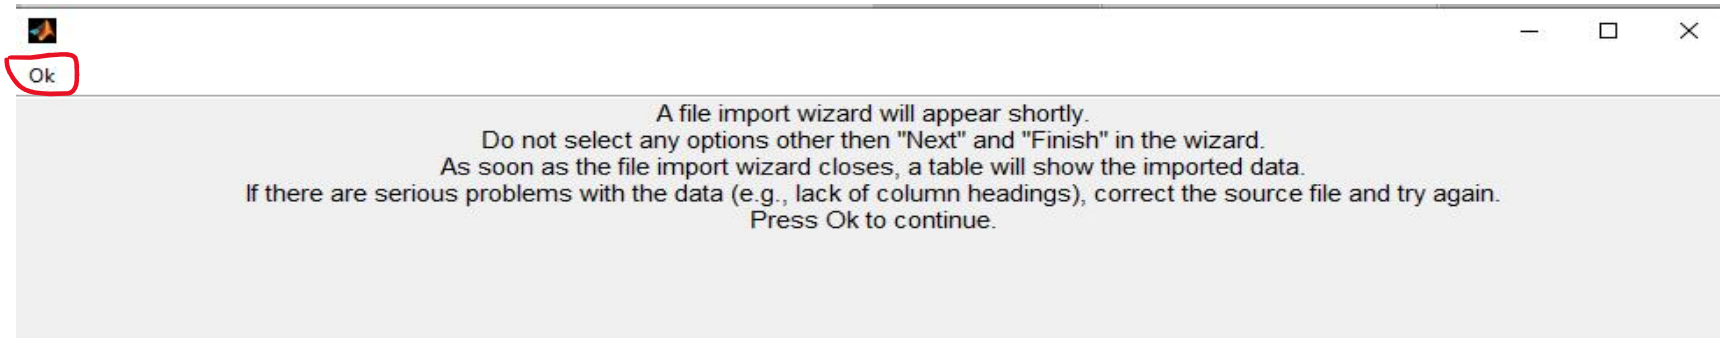 Ok
A file import wizard will appear shortly.
Do not select any options other then "Next" and "Finish" in the wizard.
As soon as the file import wizard closes, a table will show the imported data.
If there are serious problems with the data (e.g., lack of column headings), correct the source file and try again.
Press Ok to continue.